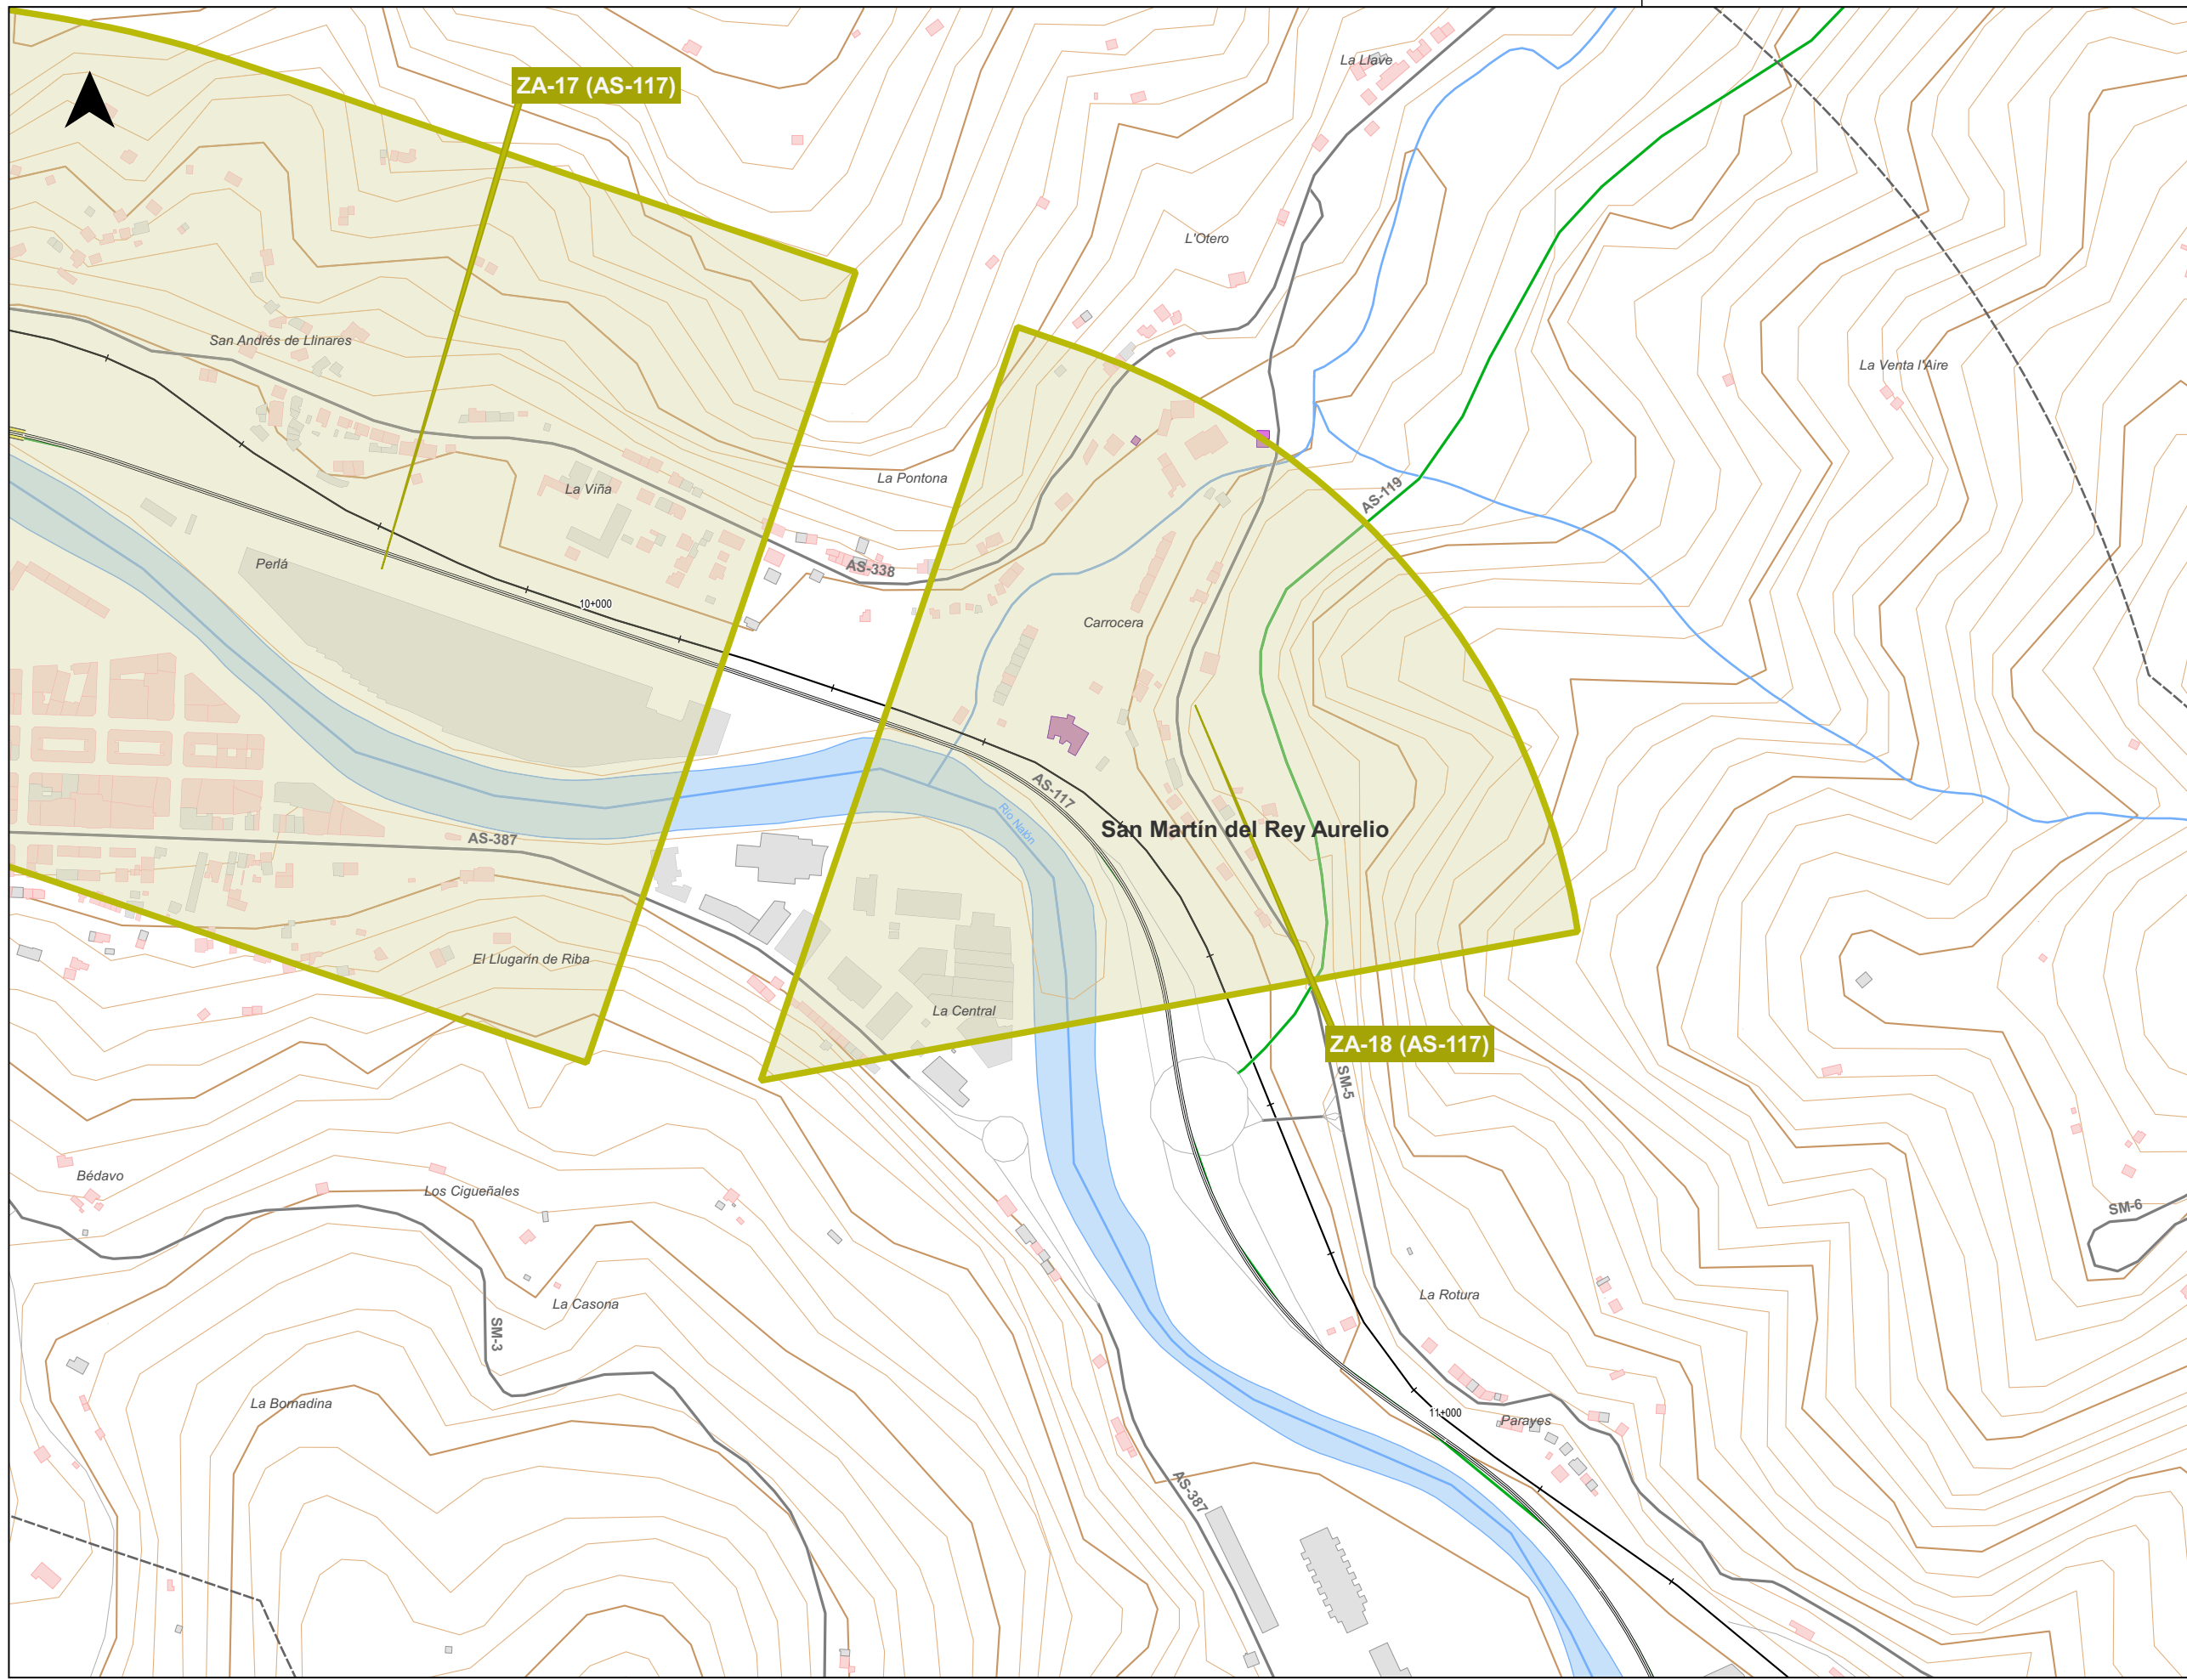 La Llave
ZA-17 (AS-117)
L'Otero
San Andrés de Llinares
La Venta l'Aire
La Pontona
La Viña
AS-119
Perlá
AS-338
10+000
Carrocera
AS-117
Río Nalón
San Martín del Rey Aurelio
AS-387
El Llugarín de Riba
La Central
ZA-18 (AS-117)
SM-5
Bédavo
Los Cigueñales
SM-6
La Rotura
La Casona
SM-3
La Bornadina
11+000
Parayes
AS-387